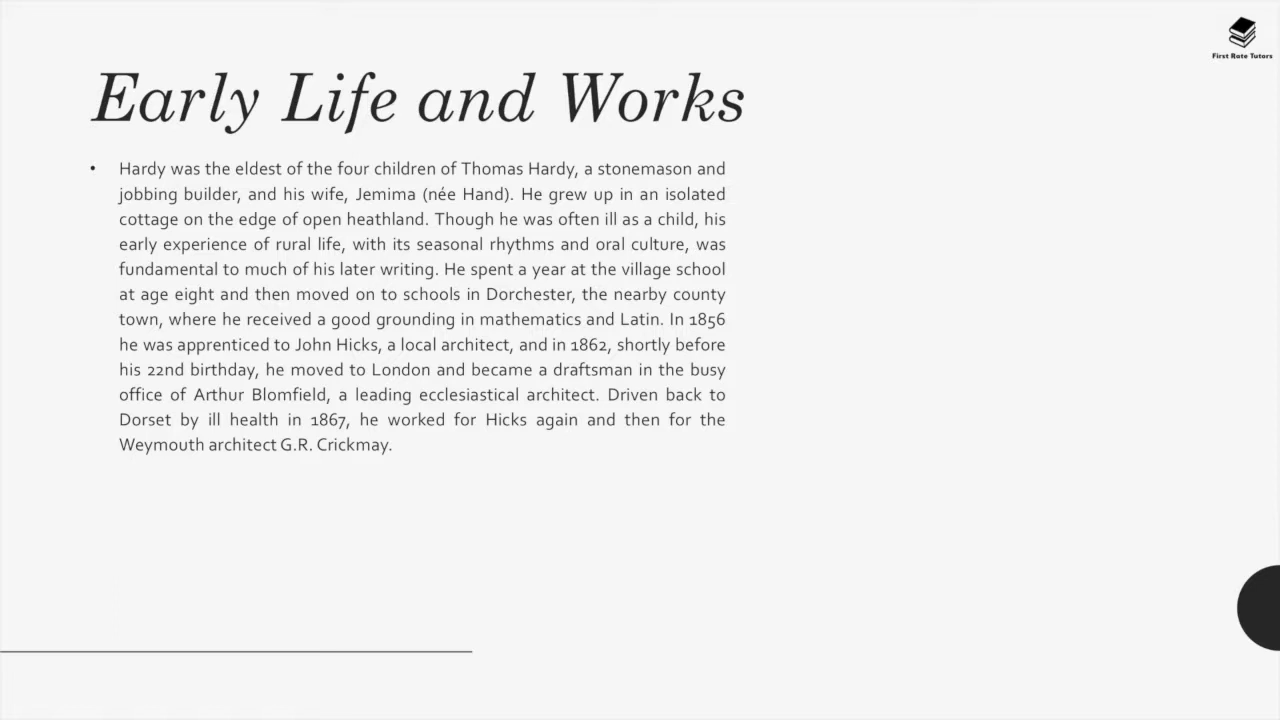 First Rate Tutors
Early Life and Works
• Hardy was the eldest of the four children of Thomas Hardy, a stonemason and
jobbing builder, and his wife, Jemima (née Hand). He grew up in an isolated
cottage on the edge of open heathland. Though he was often ill as a child, his
early experience of rural life, with its seasonal rhythms and oral culture, was
fundamental to much of his later writing. He spent a year at the village school
at age eight and then moved on to schools in Dorchester, the nearby county
town, where he received a good grounding in mathematics and Latin. In 1856
he was apprenticed to John Hicks, a local architect, and in 1862, shortly before
his 22nd birthday, he moved to London and became a draftsman in the busy
office of Arthur Blomfield, a leading ecclesiastical architect. Driven back to
Dorset by ill health in 1867, he worked for Hicks again and then for the
Weymouth architect G.R. Crickmay.